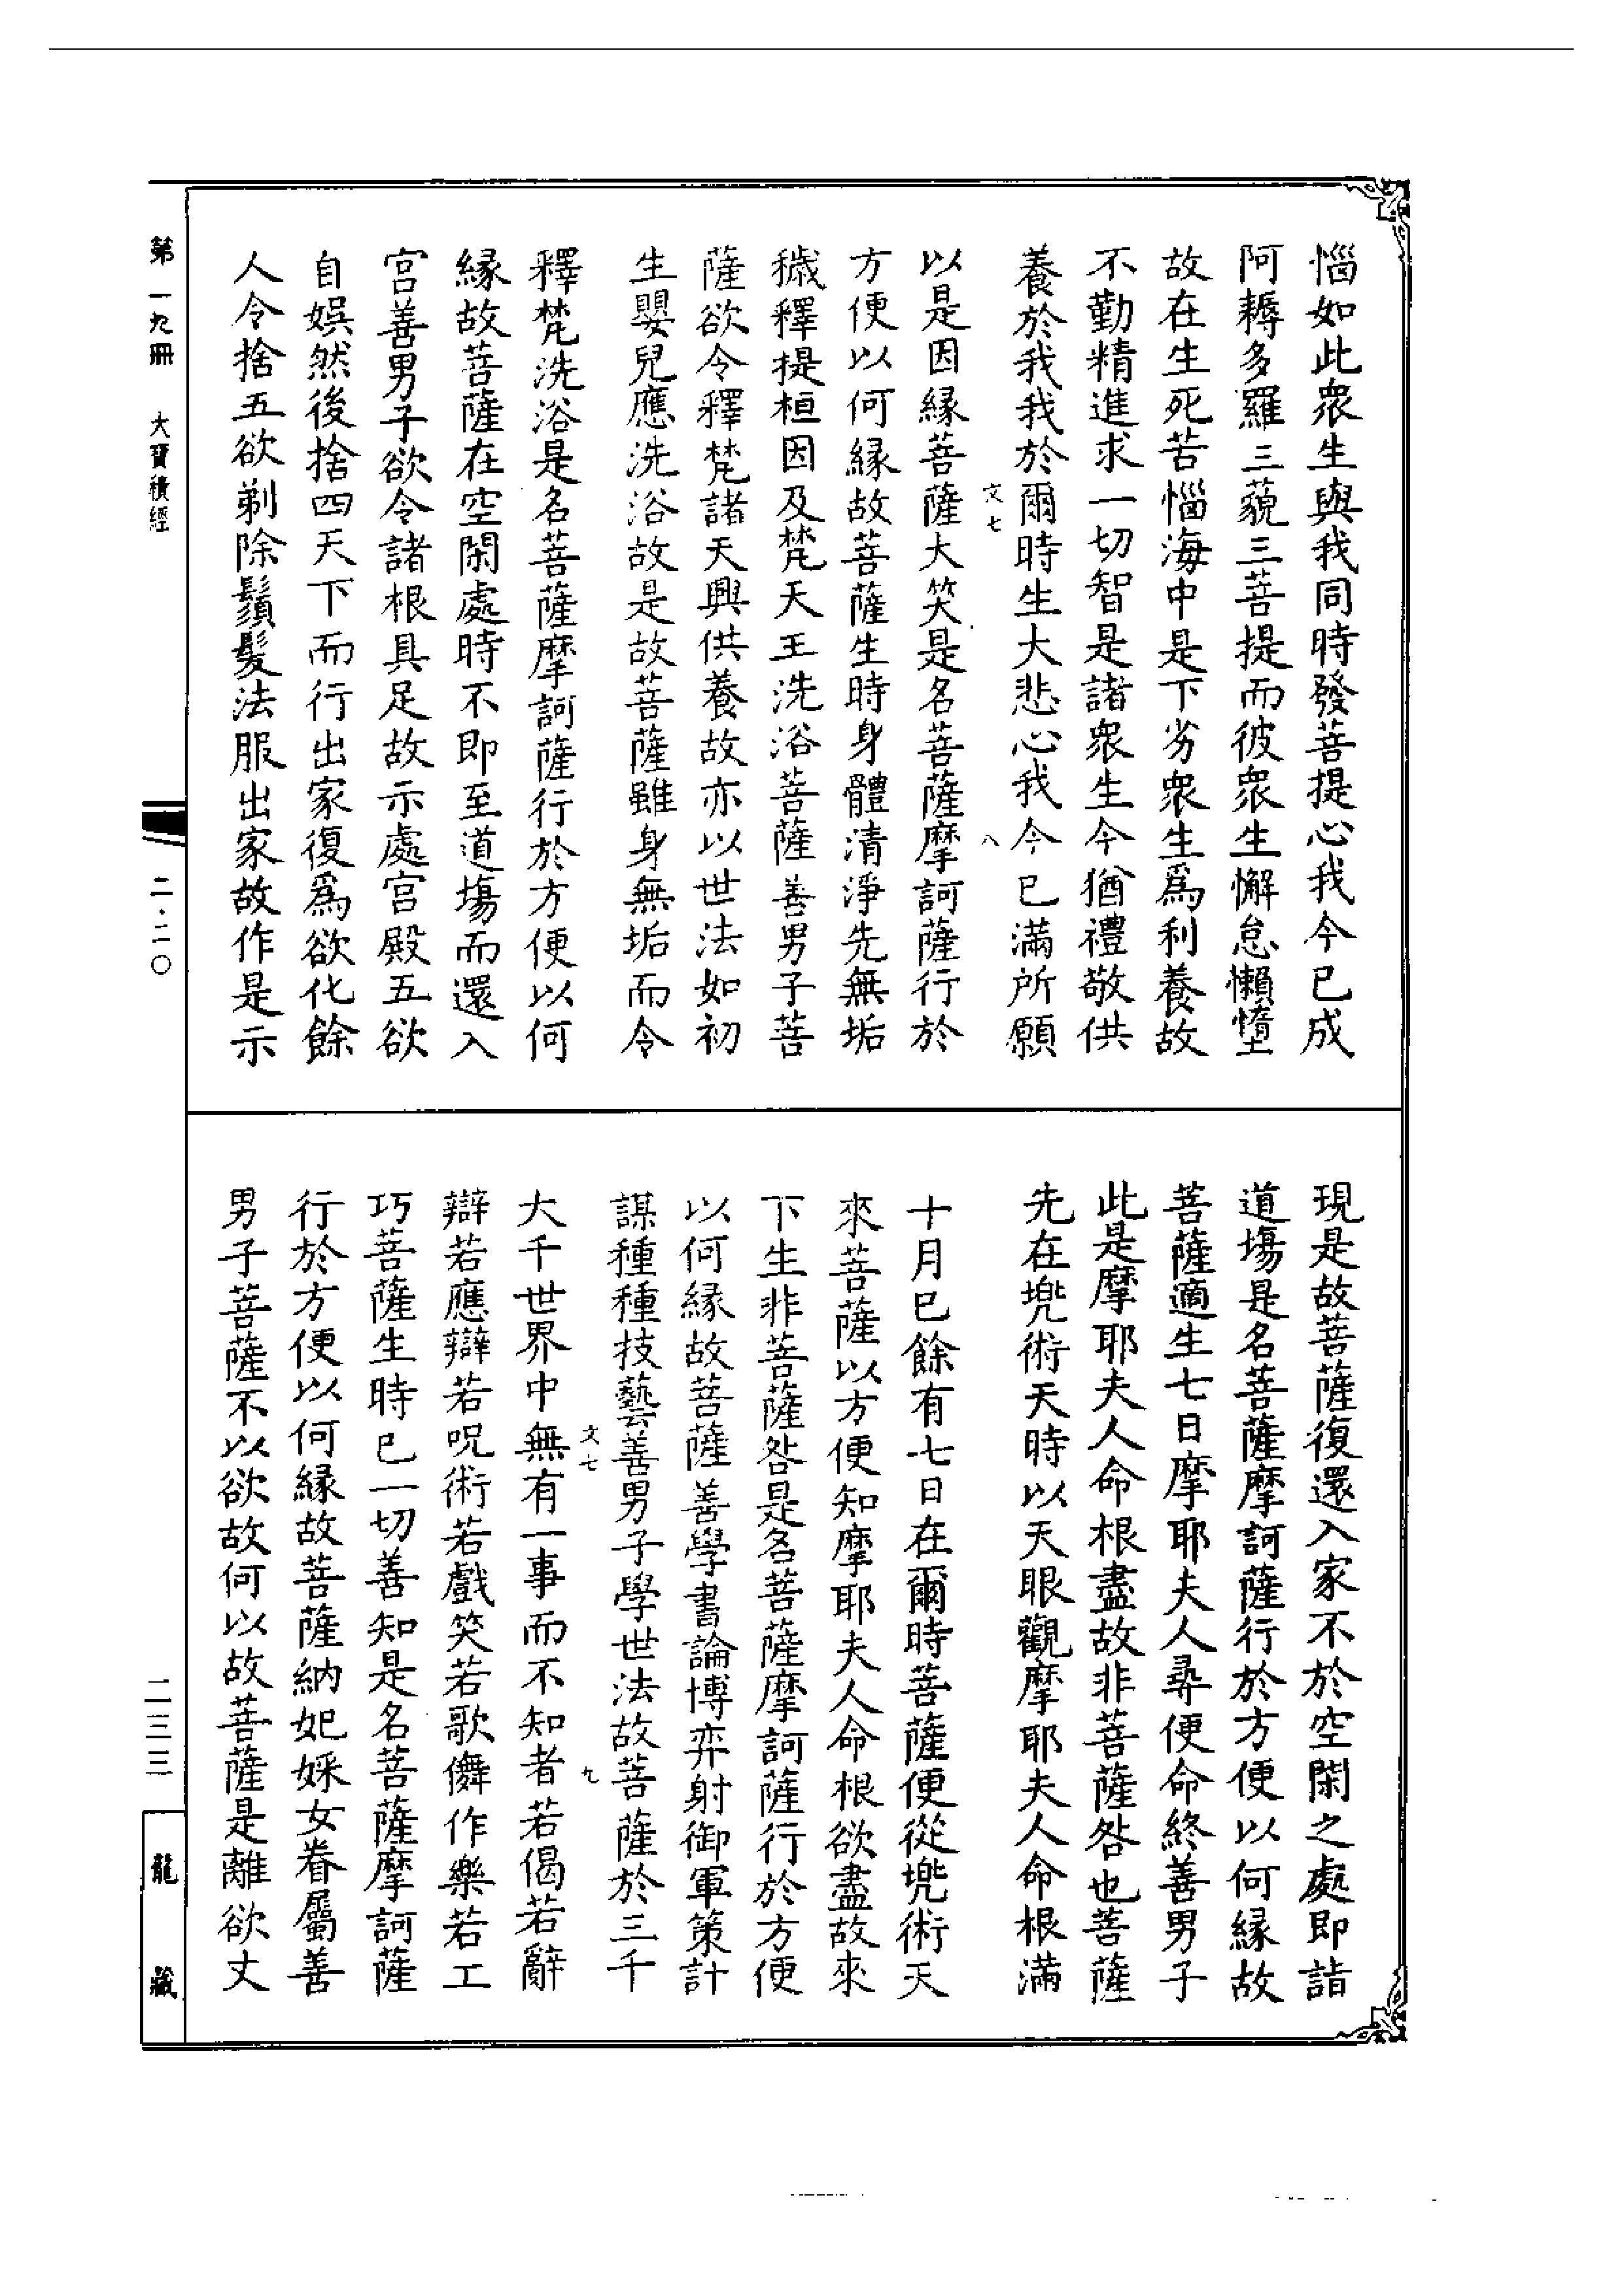 惱如此衆生與我同時發菩提心我今已成
阿耨多羅三藐三菩提而彼衆生懈怠懶墮
故在生死苦惱海中是下劣衆生爲利養故
不勤精進求一切智是諸衆生今猶禮敬供
養於我我於爾時生大悲心我今已滿所願
文七 八
以是因緣菩薩大笑是名菩薩摩訶薩行於
方便以何緣故菩薩生時身體清淨先無垢
穢釋提桓因及梵天王洗浴菩薩善男子菩
薩欲令釋梵諸天興供養故亦以世法如初
生嬰兒應洗浴故是故菩薩雖身無垢而令
釋梵洗浴是名菩薩摩訶薩行於方便以何
緣故菩薩在空閑處時不即至道場而還入
宮善男子欲令諸根具足故示處宮殿五欲
自娛然後捨四天下而行出家復爲欲化餘
人令捨五欲剃除鬚髮法服出家故作是示
現是故菩薩復還入家不於空閑之處即詣
道場是名菩薩摩訶薩行於方便以何緣故
菩薩適生七日摩耶夫人尋便命終善男子
此是摩耶夫人命根盡故非菩薩咎也菩薩
先在兜術天時以天眼觀摩耶夫人命根滿
十月已餘有七日在爾時菩薩便從兜術天
來菩薩以方便知摩耶夫人命根欲盡故來
下生非菩薩咎是名菩薩摩訶薩行於方便
以何緣故菩薩善學書論博弈射御軍策計
謀種種技藝善男子學世法故菩薩於三千
文七 九
大千世界中無有一事而不知者若偈若辭
辯若應辯若呪術若戲笑若歌儛作樂若工
巧菩薩生時已一切善知是名菩薩摩訶薩
行於方便以何緣故菩薩納妃婇女眷屬善
男子菩薩不以欲故何以故菩薩是離欲丈
第一九冊 大寶積經 二·二〇 二三三 龍藏